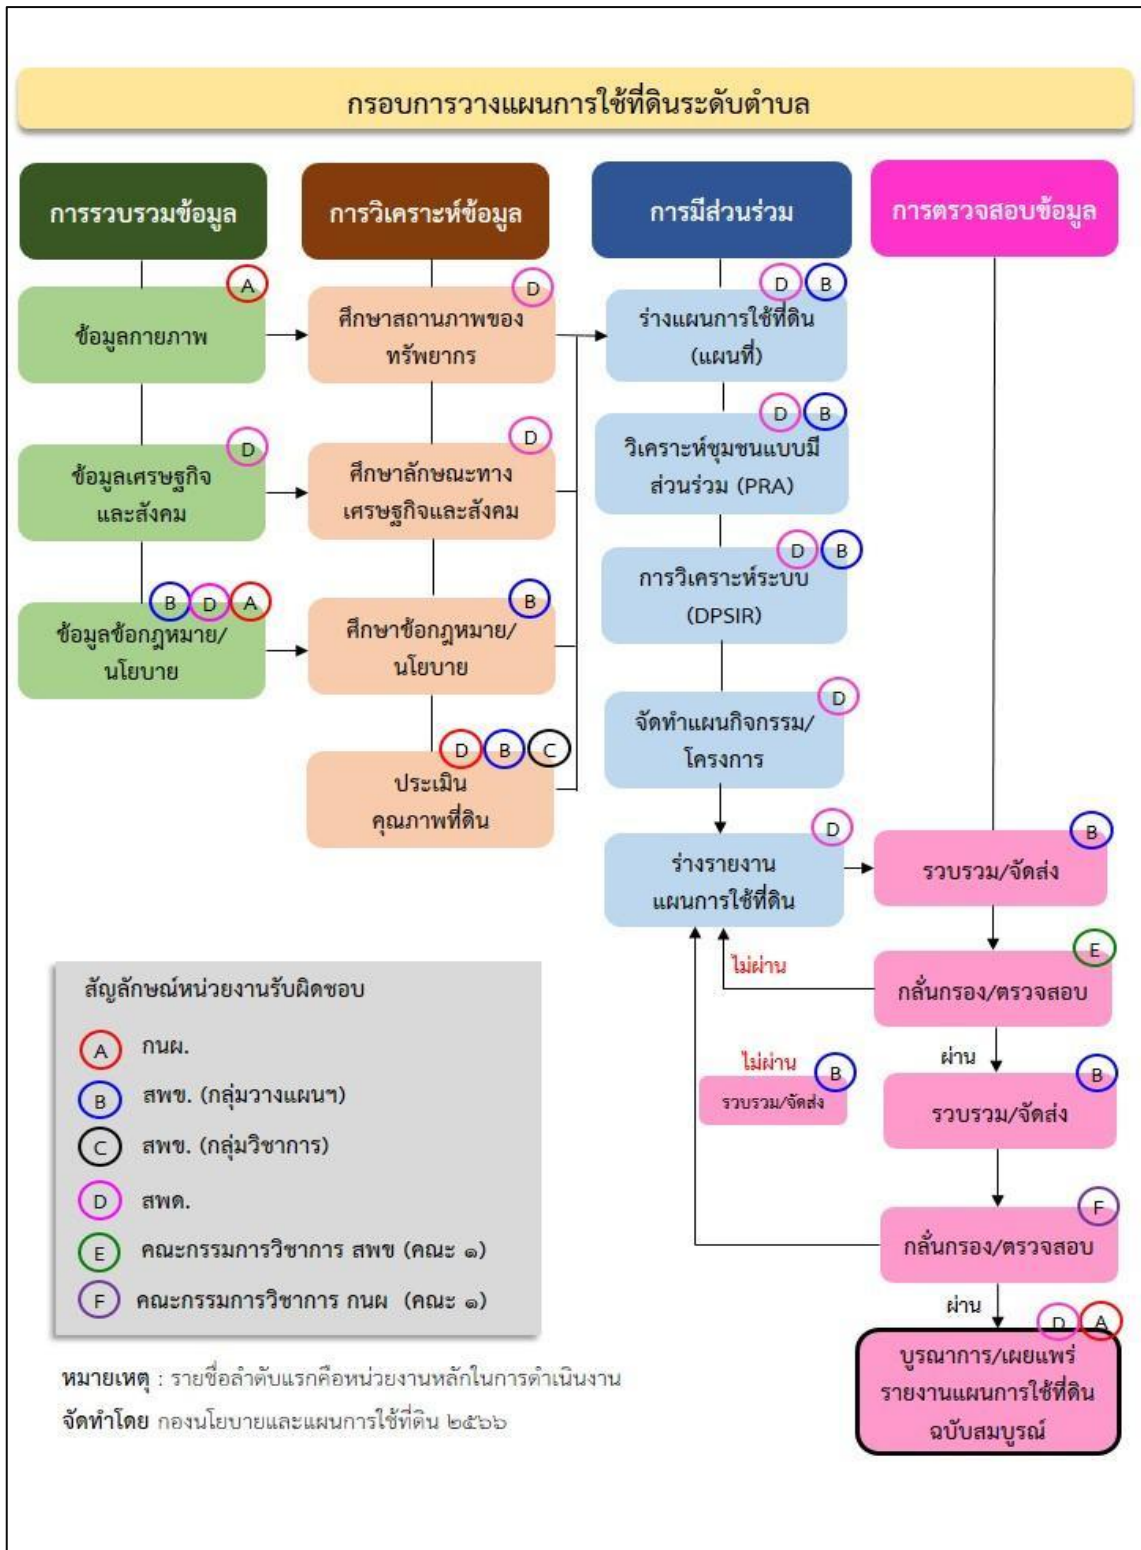 กรอบการวางแผนการใช้ที่ดินระดับตำบล
การรวบรวมข้อมูล
การวิเคราะห์ข้อมูล
การมีส่วนร่วม
การตรวจสอบข้อมูล
A
ข้อมูลกายภาพ
D
ข้อมูลเศรษฐกิจ
และสังคม
B D A
ข้อมูลข้อกฎหมาย/
นโยบาย
D
ศึกษาสถานภาพของ
ทรัพยากร
D
ศึกษาลักษณะทาง
เศรษฐกิจและสังคม
B
ศึกษาข้อกฎหมาย/
นโยบาย
D B C
ประเมิน
คุณภาพที่ดิน
D B
ร่างแผนการใช้ที่ดิน
(แผนที่)
D B
วิเคราะห์ชุมชนแบบมี
ส่วนร่วม (PRA)
D B
การวิเคราะห์ระบบ
(DPSIR)
D
จัดทำแผนกิจกรรม/
โครงการ
D
ร่างรายงาน
แผนการใช้ที่ดิน
B
รวบรวม/จัดส่ง
E
กลั่นกรอง/ตรวจสอบ
ไม่ผ่าน
ผ่าน
B
รวบรวม/จัดส่ง
ไม่ผ่าน
B
รวบรวม/จัดส่ง
F
กลั่นกรอง/ตรวจสอบ
ผ่าน
D A
บูรณาการ/เผยแพร่
รายงานแผนการใช้ที่ดิน
ฉบับสมบูรณ์
สัญลักษณ์หน่วยงานรับผิดชอบ
A กนผ.
B สพข. (กลุ่มวางแผนฯ)
C สพข. (กลุ่มวิชาการ)
D สพด.
E คณะกรรมการวิชาการ สพข (คณะ ๑)
F คณะกรรมการวิชาการ กนผ (คณะ ๑)
หมายเหตุ : รายชื่อลำดับแรกคือหน่วยงานหลักในการดำเนินงาน
จัดทำโดย กองนโยบายและแผนการใช้ที่ดิน ๒๕๖๖